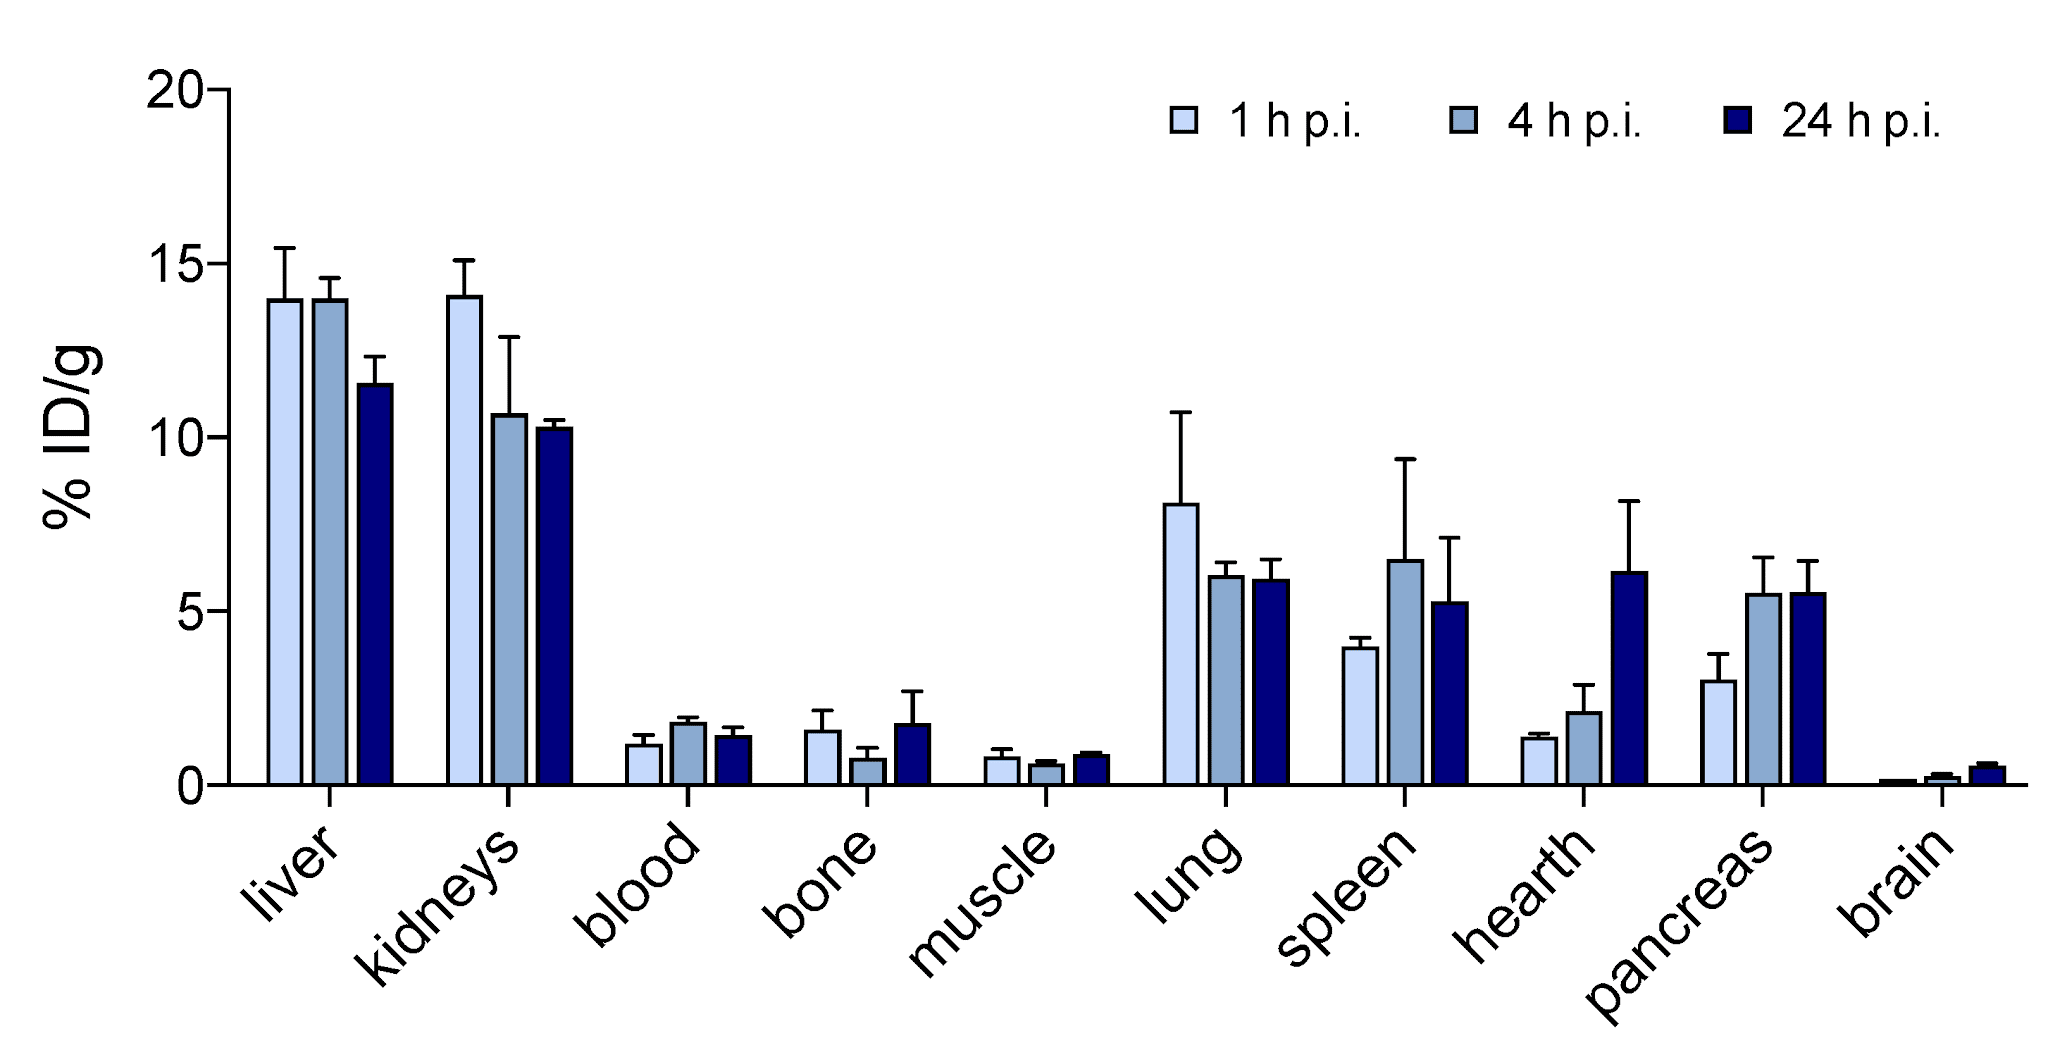 20
1 h p.i.
4 h p.i.
24 h p.i.
15
% ID/g
10
5
0
liver
kidneys
blood
bone
muscle
lung
spleen
hearth
pancreas
brain